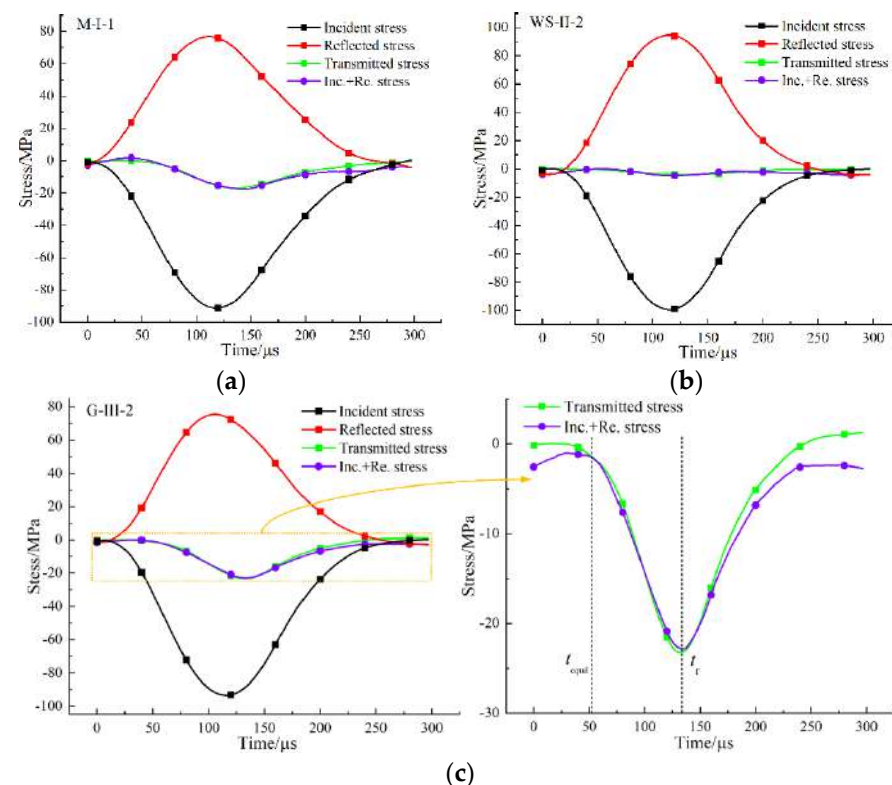 M-I-1
Incident stress
Reflected stress
Transmitted stress
Inc.+Re. stress
80
60
40
20
0
-20
-40
-60
-80
-100
Stress/MPa
0
50
100
150
200
250
300
Time/µs
(a)
WS-II-2
Incident stress
Reflected stress
Transmitted stress
Inc.+Re. stress
100
80
60
40
20
0
-20
-40
-60
-80
-100
Stress/MPa
0
50
100
150
200
250
300
Time/µs
(b)
G-III-2
Incident stress
Reflected stress
Transmitted stress
Inc.+Re. stress
80
60
40
20
0
-20
-40
-60
-80
-100
Stess/MPa
0
50
100
150
200
250
300
Time/µs
Transmitted stress
Inc.+Re. stress
0
-10
-20
-30
Stress/MPa
t equil
t f
0
50
100
150
200
250
300
Time/µs
(c)